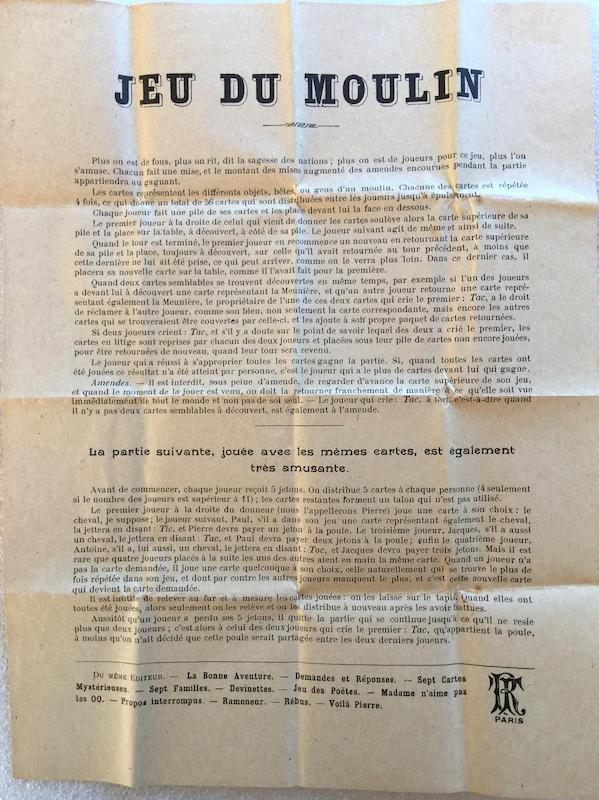 JEU DU MOULIN
Plus on est de fous, plus on rit, dit la sagesse des nations ; plus on est de joueurs pour ce jeu, plus l'on
s'amuse. Chacun fait une mise, et le montant des mises augmenté des amendes encourues pendant la partie
appartiendra au gagnant.
Les cartes représentent les différents objets, bêtes, ou gens d'un moulin. Chacune des cartes est répétée
4 fois, ce qui donne un total de 56 cartes qui sont distribuées entre les joueurs jusqu'à épuisement.
Chaque joueur fait une pile de ses cartes et les place devant lui la face en dessous.
Le premier joueur à la droite de celui qui vient de donner les cartes soulève alors la carte supérieure de sa
pile et la place sur la table, à découvert, à côté de sa pile. Le joueur suivant agit de même et ainsi de suite.
Quand le tour est terminé, le premier joueur en recommence un nouveau en retournant la carte supérieure
de sa pile et la place, toujours à découvert, sur celle qu'il avait retournée au tour précédent, à moins que
cette dernière ne lui ait été prise, ce qui peut arriver, comme on le verra plus loin. Dans ce dernier cas, il
placera sa nouvelle carte sur la table, comme il l'avait fait pour la première.
Quand deux cartes semblables se trouvent découvertes en même temps, par exemple si l'un des joueurs
a devant lui à découvert une carte représentant la Meunière, et qu'un autre joueur retourne une carte repré-
sentant également la Meunière, le propriétaire de l'une de ces deux cartes qui crie le premier : Tac, a le droit
de réclamer à l'autre joueur, comme son bien, non seulement la carte correspondante, mais encore les autres
cartes qui se trouveraient être couvertes par celle-ci, et les ajoute à son propre paquet de cartes retournées.
Si deux joueurs crient : Tac, et s'il y a doute sur le point de savoir lequel des deux a crié le premier, les
cartes en litige sont reprises par chacun des deux joueurs et placées sous leur pile de cartes non encore jouées,
pour être retournées de nouveau, quand leur tour sera revenu.
Le joueur qui a réussi à s'approprier toutes les cartes gagne la partie. Si, quand toutes les cartes ont
été jouées ce résultat n'a été atteint par personne, c'est le joueur qui a le plus de cartes devant lui qui gagne.
Amendes. — Il est interdit, sous peine d'amende, de regarder d'avance la carte supérieure de son jeu,
et quand le moment de la jouer est venu, on doit la retourner franchement de manière à ce qu'elle soit vue
immédiatement de tout le monde et non pas de soi seul. — Le joueur qui crie : Tac, à tort, c'est-à-dire quand
il n'y a pas deux cartes semblables à découvert, est également à l'amende.
La partie suivante, jouée avec les mêmes cartes, est également
très amusante.
Avant de commencer, chaque joueur reçoit 5 jetons. On distribue 5 cartes à chaque personne (4 seulement
si le nombre des joueurs est supérieur à 11) ; les cartes restantes forment un talon qui n'est pas utilisé.
Le premier joueur à la droite du donneur (nous l'appellerons Pierre) joue une carte à son choix : le
cheval, je suppose ; le joueur suivant, Paul, s'il a dans son jeu une carte représentant également le cheval,
la jettera en disant : Tic, et Pierre devra payer un jeton à la poule. Le troisième joueur, Jacques, s'il a aussi
un cheval, le jettera en disant : Tac, et Paul devra payer deux jetons à la poule ; enfin le quatrième joueur,
Antoine, s'il a, lui aussi, un cheval, le jettera en disant : Toc, et Jacques devra payer trois jetons. Mais il est
rare que quatre joueurs placés à la suite les uns des autres aient en main la même carte. Quand un joueur n'a
pas la carte demandée, il joue une carte quelconque à son choix, celle naturellement qui se trouve le plus de
fois répétée dans son jeu, et dont par contre les autres joueurs manquent le plus, et c'est cette nouvelle carte
qui devient la carte demandée.
Il est inutile de relever au fur et à mesure les cartes jouées : on les laisse sur le tapis. Quand elles ont
toutes été jouées, alors seulement on les relève et on les distribue à nouveau après les avoir battues.
Aussitôt qu'un joueur a perdu ses 5 jetons, il quitte la partie qui se continue jusqu'à ce qu'il ne resie
plus que deux joueurs ; c'est alors à celui des deux joueurs qui crie le premier : Tac, qu'appartient la poule,
à moins qu'on n'ait décidé que cette poule serait partagée entre les deux derniers joueurs.
DU MÊME EDITEUR. — La Bonne Aventure. — Demandes et Réponses. — Sept Cartes
Mystérieuses. — Sept Familles. — Devinettes. — Jeu des Poètes. — Madame n'aime pas
les OO. — Propos interrompus. — Ramoneur. — Rébus. — Voilà Pierre.
PARIS